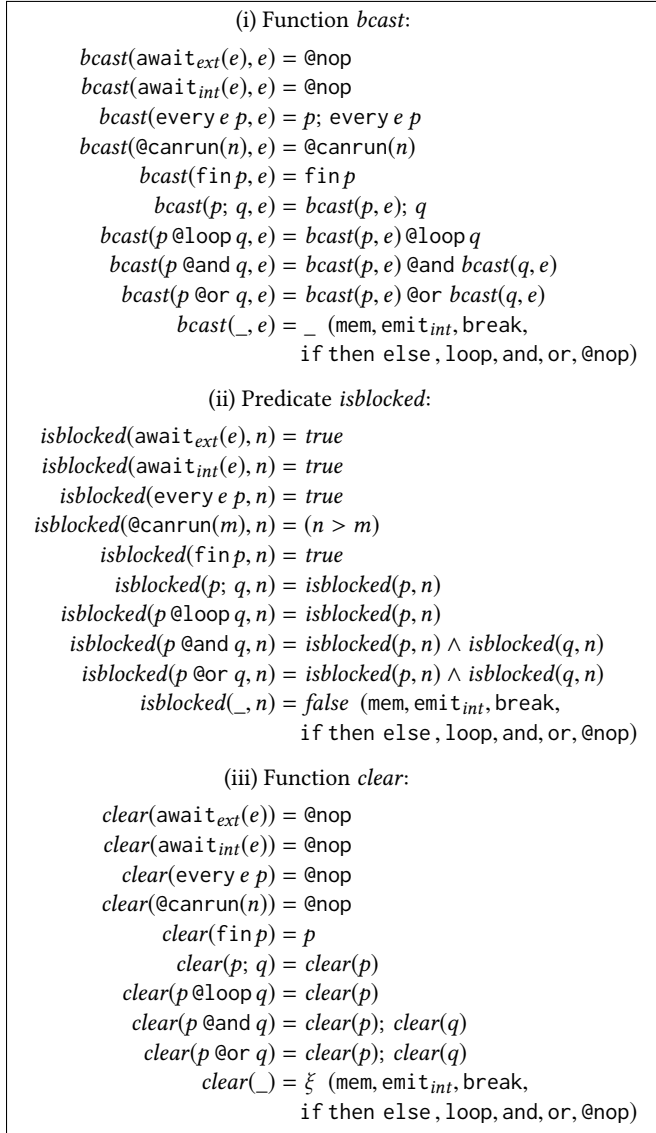 (i) Function bcast:
bcast(await_ext(e), e) = @nop
bcast(await_int(e), e) = @nop
bcast(every e p, e) = p; every e p
bcast(@canrun(n), e) = @canrun(n)
bcast(fin p, e) = fin p
bcast(p; q, e) = bcast(p, e); q
bcast(p @loop q, e) = bcast(p, e) @loop q
bcast(p @and q, e) = bcast(p, e) @and bcast(q, e)
bcast(p @or q, e) = bcast(p, e) @or bcast(q, e)
bcast(_, e) = _ (mem, emit_int, break,
if then else , loop, and, or, @nop)
(ii) Predicate isblocked:
isblocked(await_ext(e), n) = true
isblocked(await_int(e), n) = true
isblocked(every e p, n) = true
isblocked(@canrun(m), n) = (n > m)
isblocked(fin p, n) = true
isblocked(p; q, n) = isblocked(p, n)
isblocked(p @loop q, n) = isblocked(p, n)
isblocked(p @and q, n) = isblocked(p, n) ∧ isblocked(q, n)
isblocked(p @or q, n) = isblocked(p, n) ∧ isblocked(q, n)
isblocked(_, n) = false (mem, emit_int, break,
if then else , loop, and, or, @nop)
(iii) Function clear:
clear(await_ext(e)) = @nop
clear(await_int(e)) = @nop
clear(every e p) = @nop
clear(@canrun(n)) = @nop
clear(fin p) = p
clear(p; q) = clear(p)
clear(p @loop q) = clear(p)
clear(p @and q) = clear(p); clear(q)
clear(p @or q) = clear(p); clear(q)
clear(_) = ξ (mem, emit_int, break,
if then else , loop, and, or, @nop)